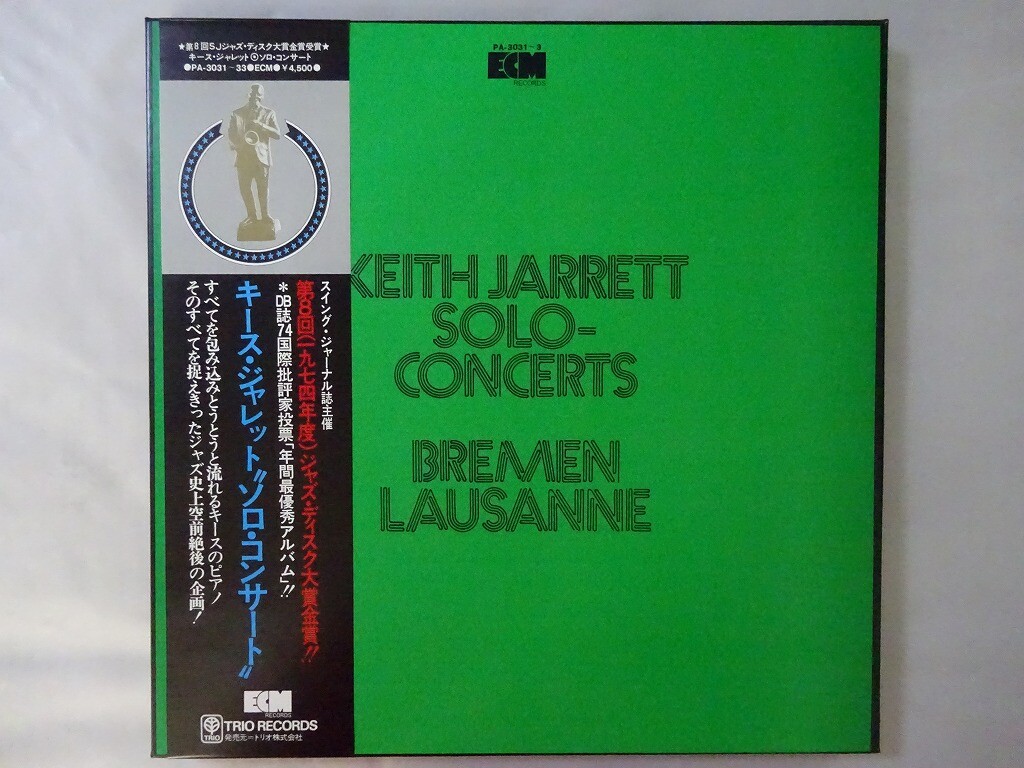 ★第8回SJジャズ・ディスク大賞金賞受賞★
キース・ジャレット⦿ソロ・コンサート
●PA-3031~33●ECM●¥4,500●
スイング・ジャーナル誌主催
第8回(一九七四年度)ジャズ・ディスク大賞金賞!!
*DB誌74国際批評家投票「年間最優秀アルバム」!!
キース・ジャレット"ソロ・コンサート"
すべてを包み込みとうとうと流れるキースのピアノ
そのすべてを捉えきったジャズ史上空前絶後の企画!
ECM
RECORDS
TRIO
TRIO RECORDS
発売元=トリオ株式会社
PA-3031~3
ECM
RECORDS
KEITH JARRETT
SOLO-
CONCERTS
BREMEN
LAUSANNE